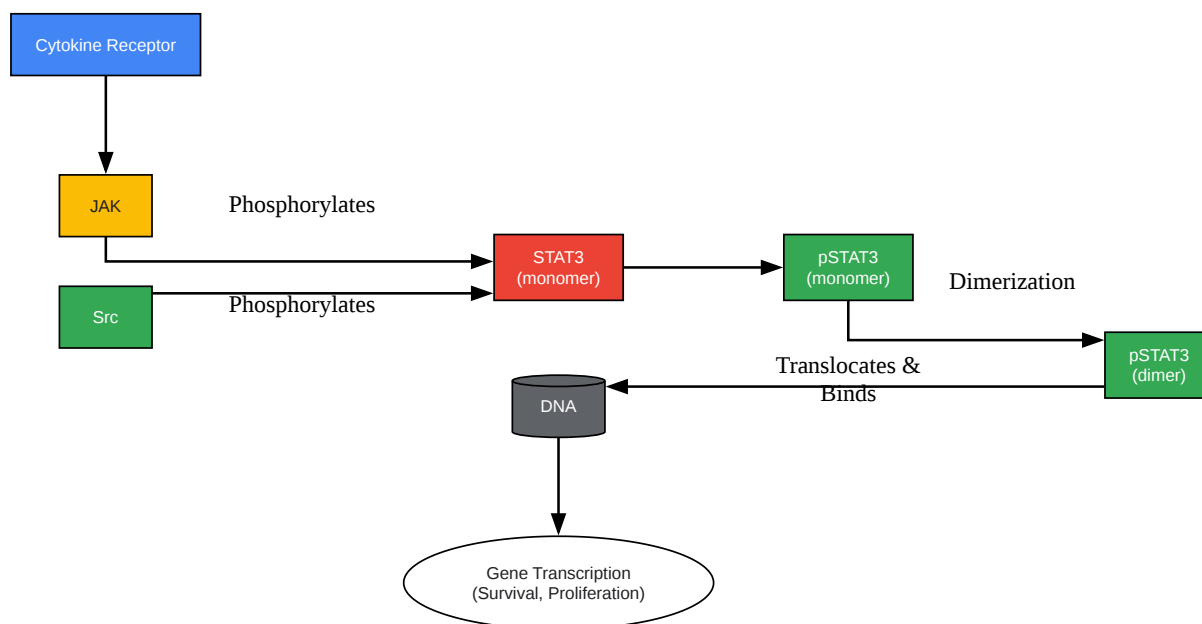 Cytokine Receptor
JAK
Phosphorylates
STAT3
(monomer)
pSTAT3
(monomer)
Dimerization
Src
Phosphorylates
pSTAT3
(dimer)
Translocates &
Binds
DNA
Gene Transcription
(Survival, Proliferation)